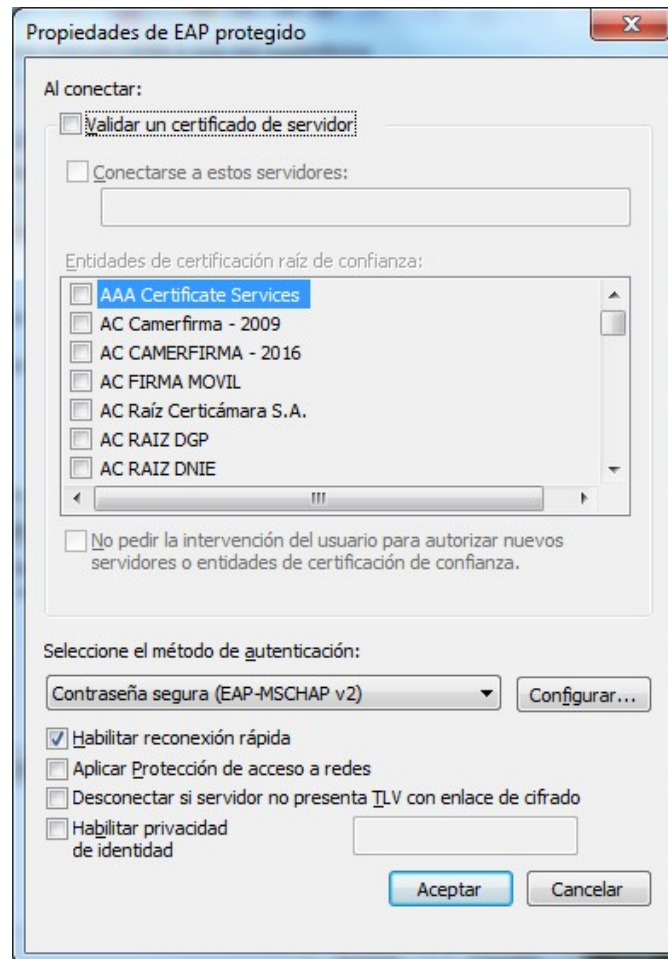 Propiedades de EAP protegido
Al conectar:
Validar un certificado de servidor
Conectarse a estos servidores:
Entidades de certificación raíz de confianza:
AAA Certificate Services
AC Camerfirma - 2009
AC CAMERFIRMA - 2016
AC FIRMA MOVIL
AC Raíz Certicámara S.A.
AC RAIZ DGP
AC RAIZ DNIE
No pedir la intervención del usuario para autorizar nuevos
servidores o entidades de certificación de confianza.
Seleccione el método de autenticación:
Contraseña segura (EAP-MSCHAP v2)
Configurar...
Habilitar reconexión rápida
Aplicar Protección de acceso a redes
Desconectar si servidor no presenta TLV con enlace de cifrado
Habilitar privacidad
de identidad
Aceptar
Cancelar